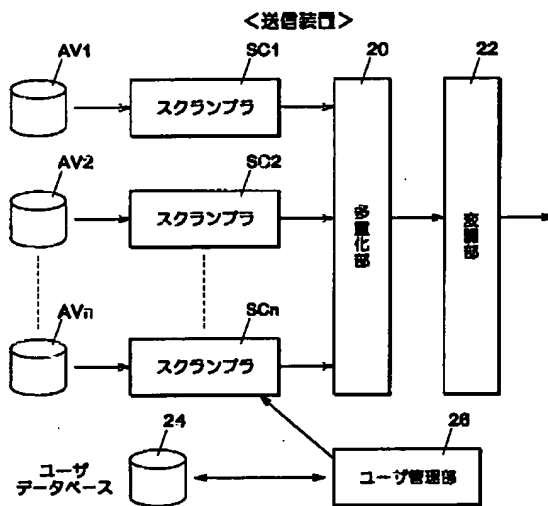 <送信装置>
AV1
SC1
20
22
スクランブラ
AV2
SC2
スクランブラ
多重化部
変調部
AVn
SCn
スクランブラ
24
26
ユーザ
データベース
ユーザ管理部